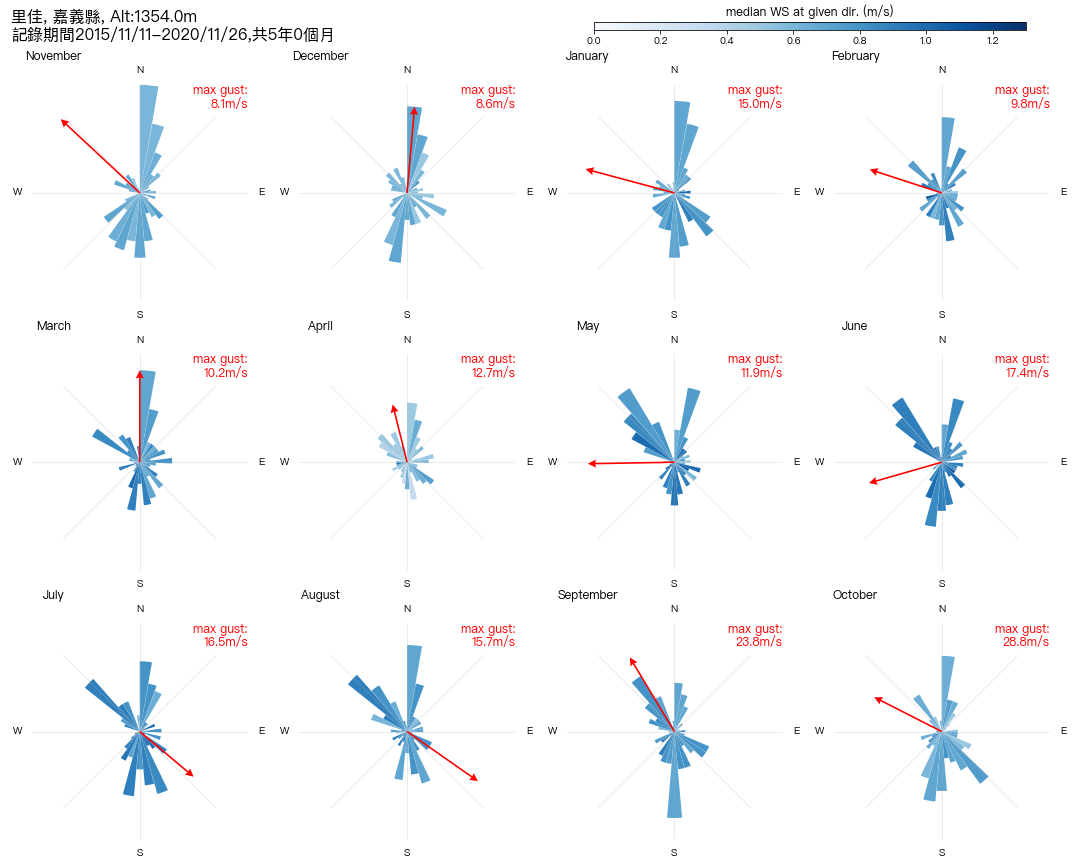 里佳, 嘉義縣, Alt:1354.0m
記錄期間2015/11/11-2020/11/26,共5年0個月
median WS at given dir. (m/s)
0.0 0.2 0.4 0.6 0.8 1.0 1.2
November
N
max gust:
8.1m/s
W
E
S
December
N
max gust:
8.6m/s
W
E
S
January
N
max gust:
15.0m/s
W
E
S
February
N
max gust:
9.8m/s
W
E
S
March
N
max gust:
10.2m/s
W
E
S
April
N
max gust:
12.7m/s
W
E
S
May
N
max gust:
11.9m/s
W
E
S
June
N
max gust:
17.4m/s
W
E
S
July
N
max gust:
16.5m/s
W
E
S
August
N
max gust:
15.7m/s
W
E
S
September
N
max gust:
23.8m/s
W
E
S
October
N
max gust:
28.8m/s
W
E
S